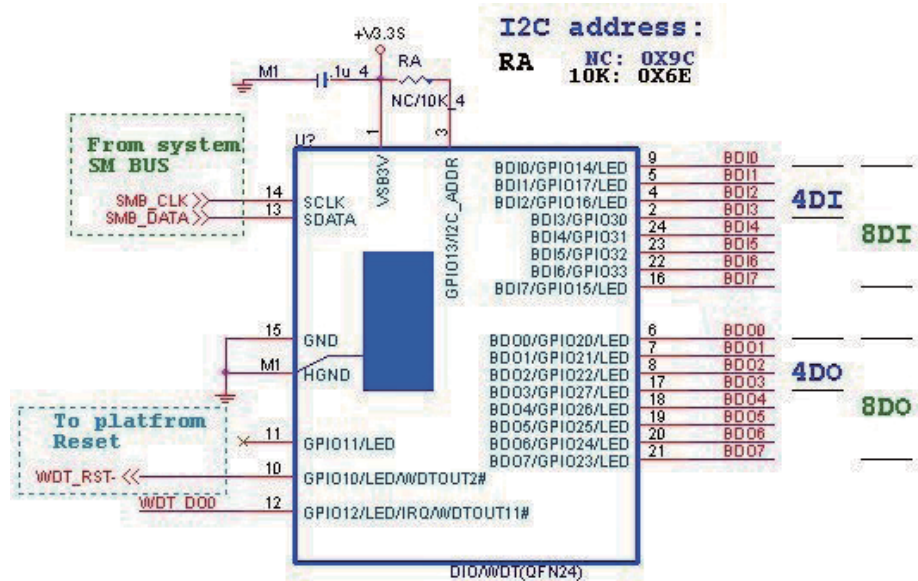 I2C address:
RA NC: 0X9C
10K: 0X6E
+V3.3S
M1 .1u_4 RA
NC/10K_4
From system
SM BUS
SMB_CLK 14 SCLK
SMB_DATA 13 SDATA
U?
1 VSB3V
3 GPIO13/I2C_ADDR
BDI0/GPIO14/LED 9 BDI0
BDI1/GPIO17/LED 5 BDI1
BDI2/GPIO16/LED 4 BDI2
BDI3/GPIO30 2 BDI3
BDI4/GPIO31 24 BDI4
BDI5/GPIO32 23 BDI5
BDI6/GPIO33 22 BDI6
BDI7/GPIO15/LED 16 BDI7
4DI
8DI
15 GND
M1 HGND
BDO0/GPIO20/LED 6 BDO0
BDO1/GPIO21/LED 7 BDO1
BDO2/GPIO22/LED 8 BDO2
BDO3/GPIO27/LED 17 BDO3
BDO4/GPIO26/LED 18 BDO4
BDO5/GPIO25/LED 19 BDO5
BDO6/GPIO24/LED 20 BDO6
BDO7/GPIO23/LED 21 BDO7
4DO
8DO
To platfrom
Reset
11 GPIO11/LED
WDT_RST- 10 GPIO10/LED/WDTOUT2#
WDT_DO0 12 GPIO12/LED/IRQ/WDTOUT11#
DIO/WDT(QFN24)